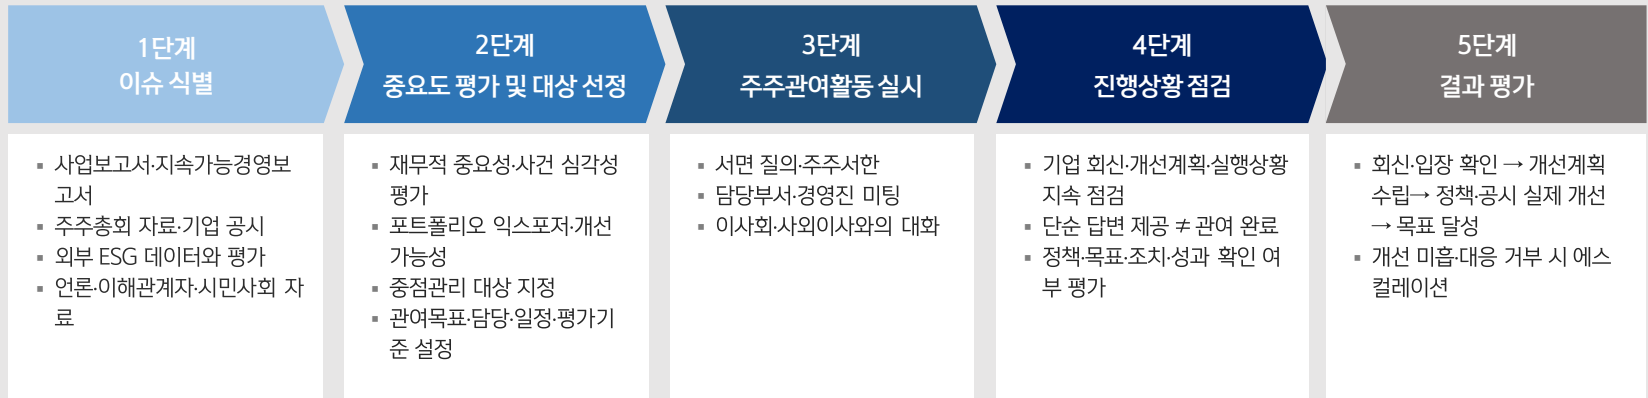 1단계
이슈 식별
2단계
중요도 평가 및 대상 선정
3단계
주주관여활동 실시
4단계
진행상황 점검
5단계
결과 평가
▪ 사업보고서·지속가능경영보
고서
▪ 주주총회 자료·기업 공시
▪ 외부 ESG 데이터와 평가
▪ 언론·이해관계자·시민사회 자
료
▪ 재무적 중요성·사건 심각성
평가
▪ 포트폴리오 익스포저·개선
가능성
▪ 중점관리 대상 지정
▪ 관여목표·담당·일정·평가기
준 설정
▪ 서면 질의·주주서한
▪ 담당부서·경영진 미팅
▪ 이사회·사외이사와의 대화
▪ 기업 회신·개선계획·실행상황
지속 점검
▪ 단순 답변 제공 ≠ 관여 완료
▪ 정책·목표·조치·성과 확인 여
부 평가
▪ 회신·입장 확인 → 개선계획
수립→ 정책·공시 실제 개선
→ 목표 달성
▪ 개선 미흡·대응 거부 시 에스
컬레이션